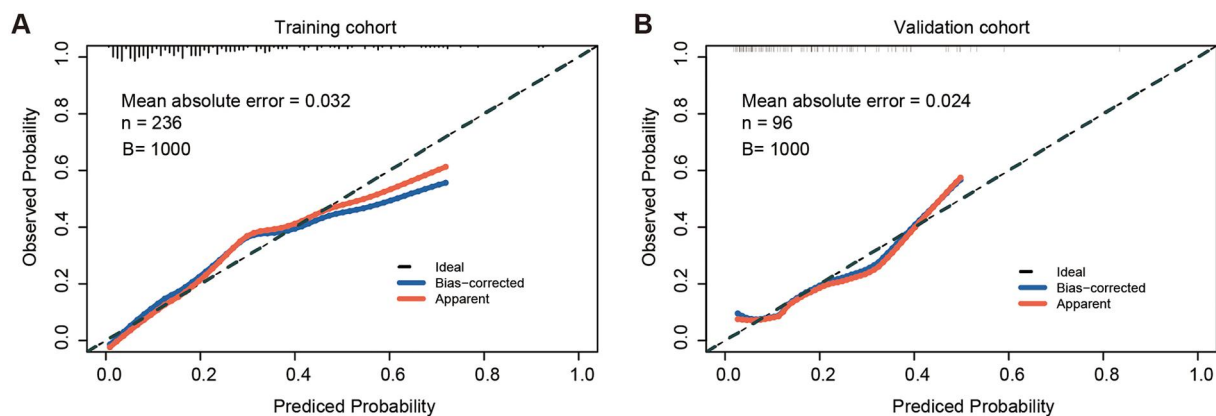 A
Training cohort
Mean absolute error = 0.032
n = 236
B= 1000
Observed Probaility
0.0 0.2 0.4 0.6 0.8 1.0
Ideal
Bias-corrected
Apparent
0.0 0.2 0.4 0.6 0.8 1.0
Prediced Probability
B
Validation cohort
Mean absolute error = 0.024
n = 96
B= 1000
Observed Probaility
0.0 0.2 0.4 0.6 0.8 1.0
Ideal
Bias-corrected
Apparent
0.0 0.2 0.4 0.6 0.8 1.0
Prediced Probability